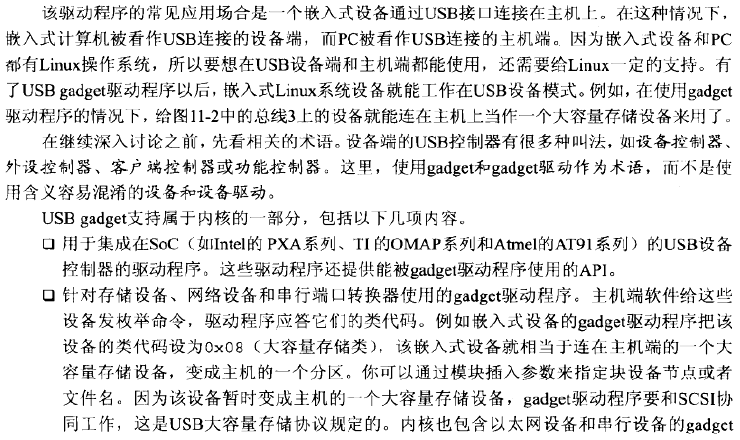 该驱动程序的常见应用场合是一个嵌入式设备通过USB接口连接在主机上。在这种情况下，
嵌入式计算机被看作USB连接的设备端，而PC被看作USB连接的主机端。因为嵌入式设备和PC
都有Linux操作系统，所以要想在USB设备端和主机端都能使用，还需要给Linux一定的支持。有
了USB gadget驱动程序以后，嵌入式Linux系统设备就能工作在USB设备模式。例如，在使用gadget
驱动程序的情况下，给图11-2中的总线3上的设备就能连在主机上当作一个大容量存储设备来用了。
在继续深入讨论之前，先看相关的术语。设备端的USB控制器有很多种叫法，如设备控制器、
外设控制器、客户端控制器或功能控制器。这里，使用gadget和gadget驱动作为术语，而不是使
用含义容易混淆的设备和设备驱动。
USB gadget支持属于内核的一部分，包括以下几项内容。
❑ 用于集成在SoC（如Intel的 PXA系列、TI的OMAP系列和Atmel的AT91系列）的USB设备
控制器的驱动程序。这些驱动程序还提供能被gadget驱动程序使用的API。
❑ 针对存储设备、网络设备和串行端口转换器使用的gadget驱动程序。主机端软件给这些
设备发枚举命令，驱动程序应答它们的类代码。例如嵌入式设备的gadget驱动程序把该
设备的类代码设为0x08（大容量存储类），该嵌入式设备就相当于连在主机端的一个大
容量存储设备，变成主机的一个分区。你可以通过模块插入参数来指定块设备节点或者
文件名。因为该设备暂时变成主机的一个大容量存储设备，gadget驱动程序要和SCSI协
同工作，这是USB大容量存储协议规定的。内核也包含以太网设备和串行设备的gadget